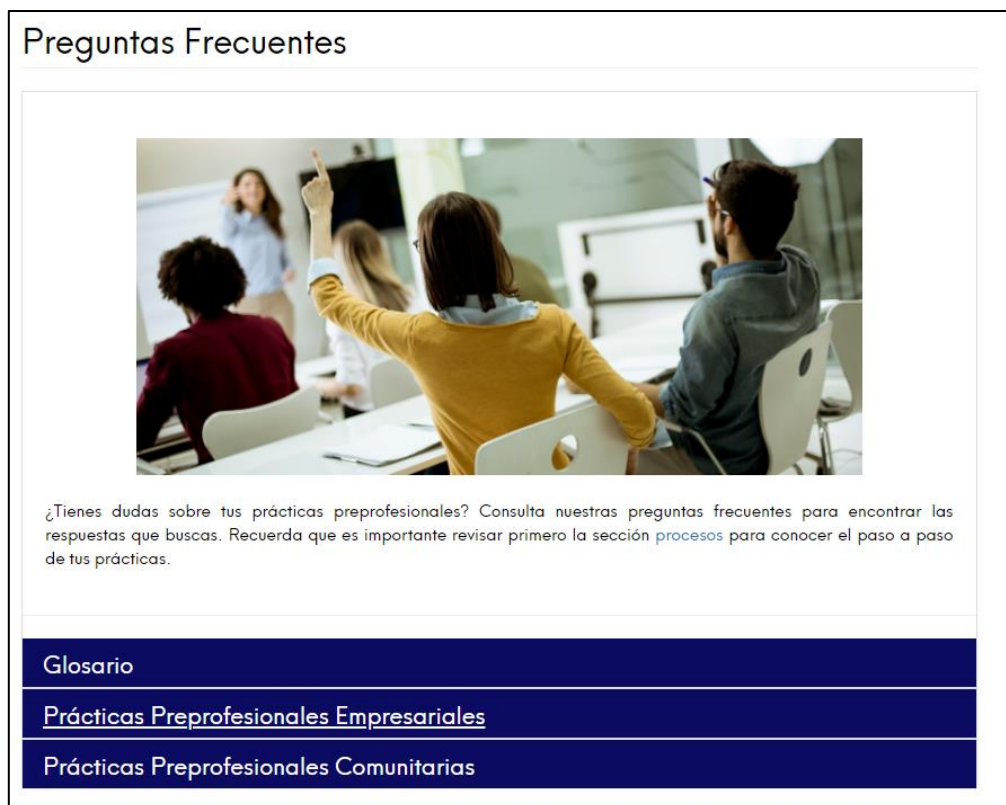 Preguntas Frecuentes
¿Tienes dudas sobre tus prácticas preprofesionales? Consulta nuestras preguntas frecuentes para encontrar las
respuestas que buscas. Recuerda que es importante revisar primero la sección procesos para conocer el paso a paso
de tus prácticas.
Glosario
Prácticas Preprofesionales Empresariales
Prácticas Preprofesionales Comunitarias